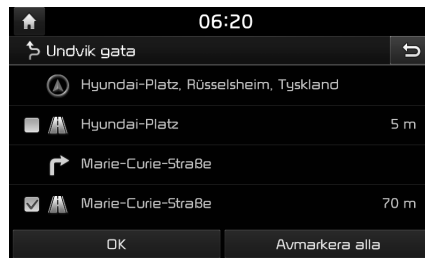 06:20
Undvik gata
Hyundai-Platz, Rüsselsheim, Tyskland
Hyundai-Platz 5 m
Marie-Curie-Straße
Marie-Curie-Straße 70 m
OK Avmarkera alla